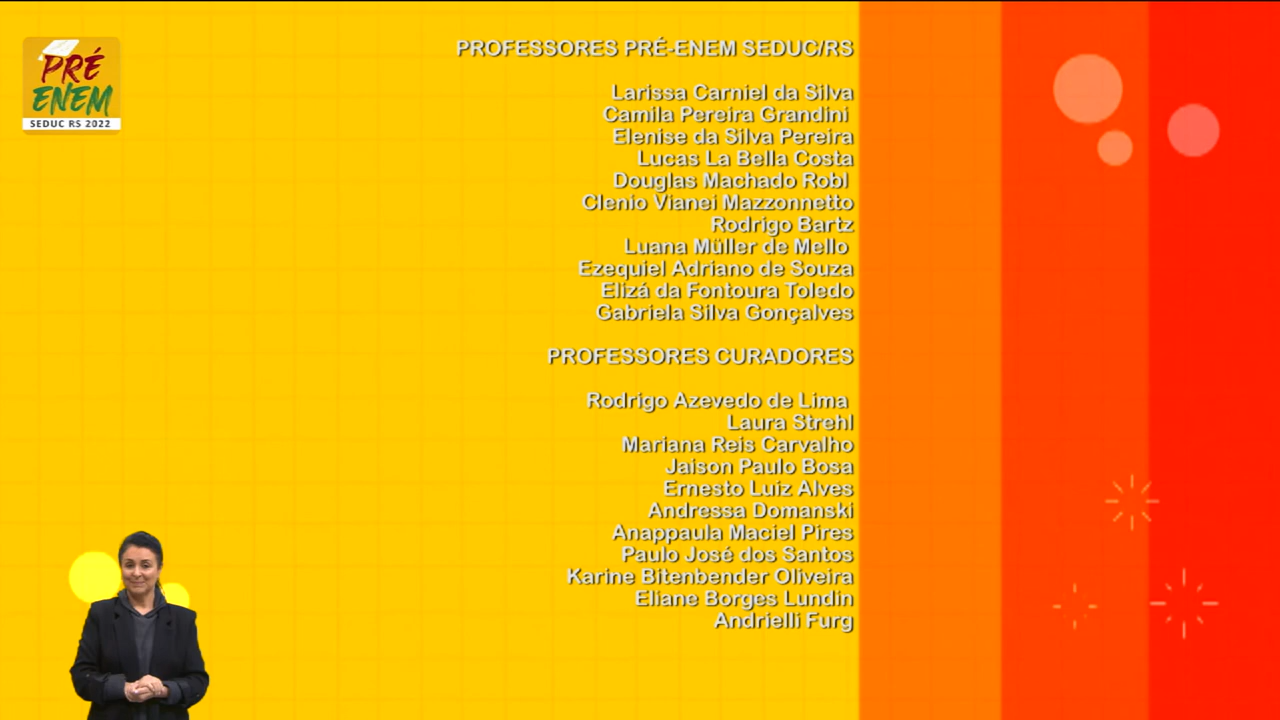 PRÉ
ENEM
SEDUC RS 2022
PROFESSORES PRÉ-ENEM SEDUC/RS
Larissa Carniel da Silva
Camila Pereira Grandini
Elenise da Silva Pereira
Lucas La Bella Costa
Douglas Machado Robl
Clenio Vianei Mazzonnetto
Rodrigo Bartz
Luana Müller de Mello
Ezequiel Adriano de Souza
Elizá da Fontoura Toledo
Gabriela Silva Gonçalves
PROFESSORES CURADORES
Rodrigo Azevedo de Lima
Laura Strehl
Mariana Reis Carvalho
Jaison Paulo Bosa
Ernesto Luiz Alves
Andressa Domanski
Anappaula Maciel Pires
Paulo José dos Santos
Karine Bitenbender Oliveira
Eliane Borges Lundin
Andrielli Furg